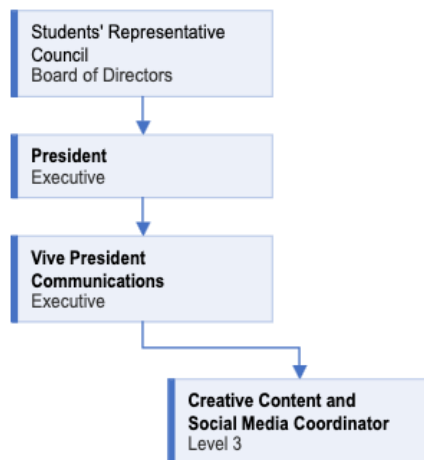 Students' Representative
Council
Board of Directors
President
Executive
Vive President
Communications
Executive
Creative Content and
Social Media Coordinator
Level 3